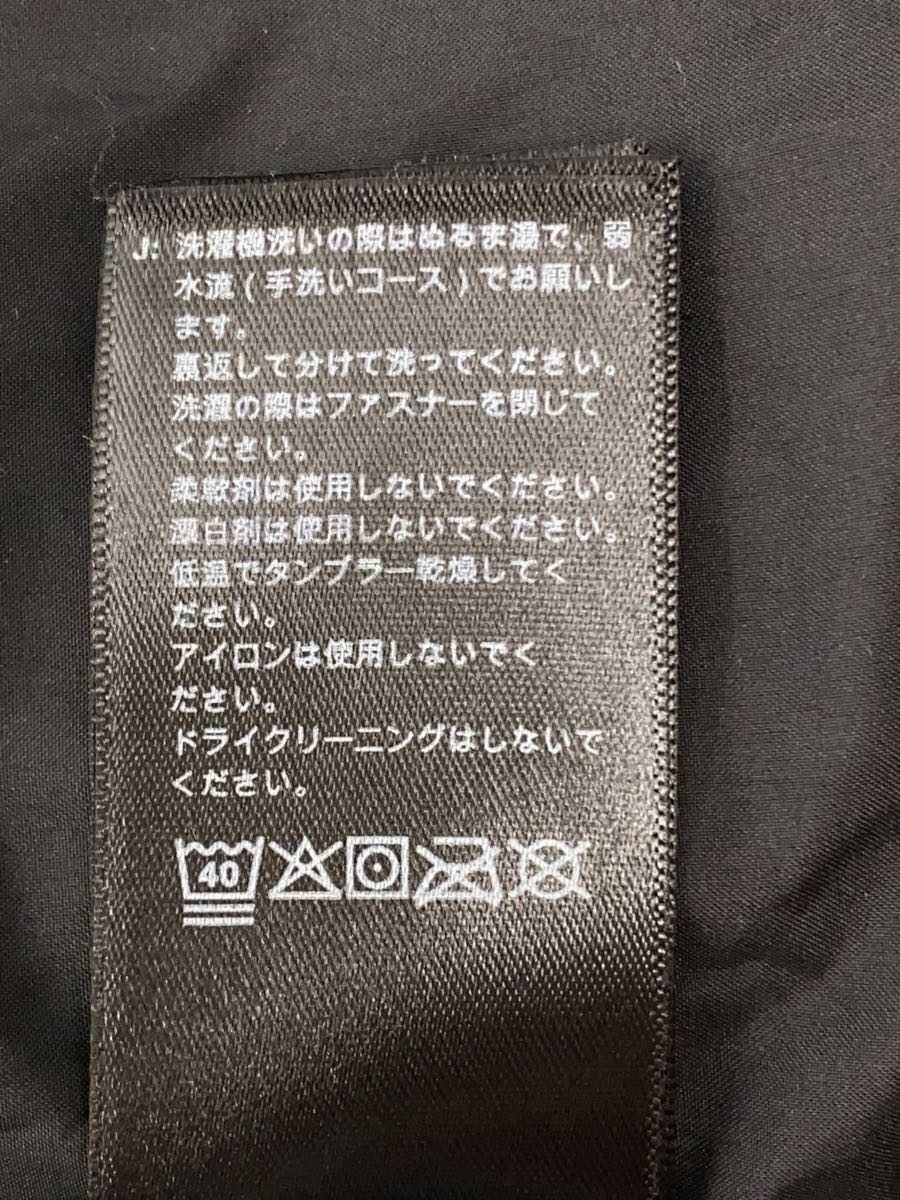 J: 洗濯機洗いの際はぬるま湯で、弱
水流(手洗いコース)でお願いし
ます。
裏返して分けて洗ってください。
洗濯の際はファスナーを閉じて
ください。
柔軟剤は使用しないでください。
漂白剤は使用しないでください。
低温でタンブラー乾燥してく
ださい。
アイロンは使用しないでく
ださい。
ドライクリーニングはしないで
ください。
40